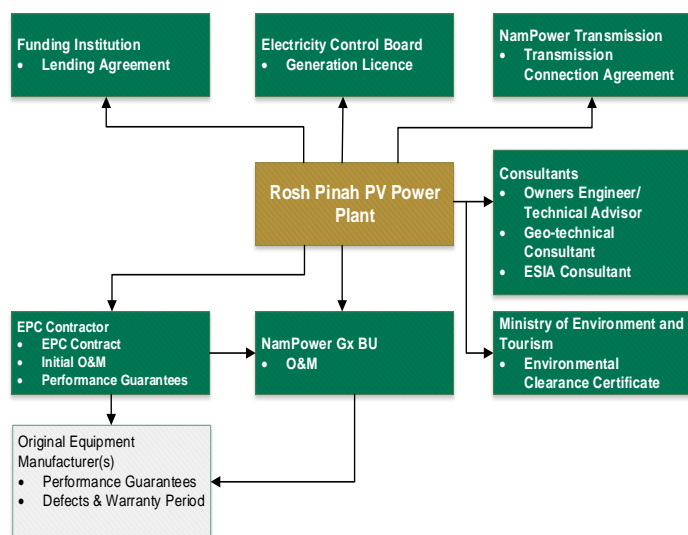 Funding Institution
• Lending Agreement
Electricity Control Board
• Generation Licence
NamPower Transmission
• Transmission
Connection Agreement
Rosh Pinah PV Power
Plant
Consultants
• Owners Engineer/
Technical Advisor
• Geo-technical
Consultant
• ESIA Consultant
EPC Contractor
• EPC Contract
• Initial O&M
• Performance Guarantees
NamPower Gx BU
• O&M
Ministry of Environment and
Tourism
• Environmental
Clearance Certificate
Original Equipment
Manufacturer(s)
• Performance Guarantees
• Defects & Warranty Period